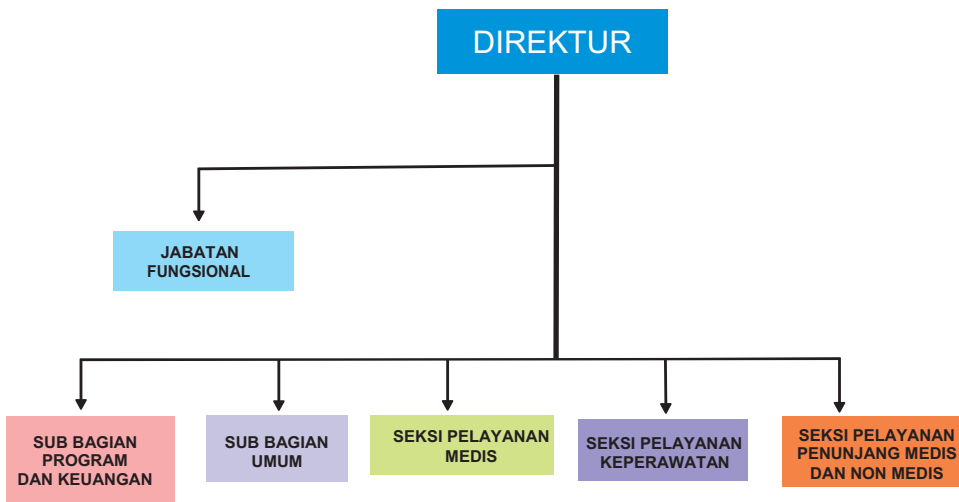 DIREKTUR
JABATAN
FUNGSIONAL
SUB BAGIAN
PROGRAM
DAN KEUANGAN
SUB BAGIAN
UMUM
SEKSI PELAYANAN
MEDIS
SEKSI PELAYANAN
KEPERAWATAN
SEKSI PELAYANAN
PENUNJANG MEDIS
DAN NON MEDIS